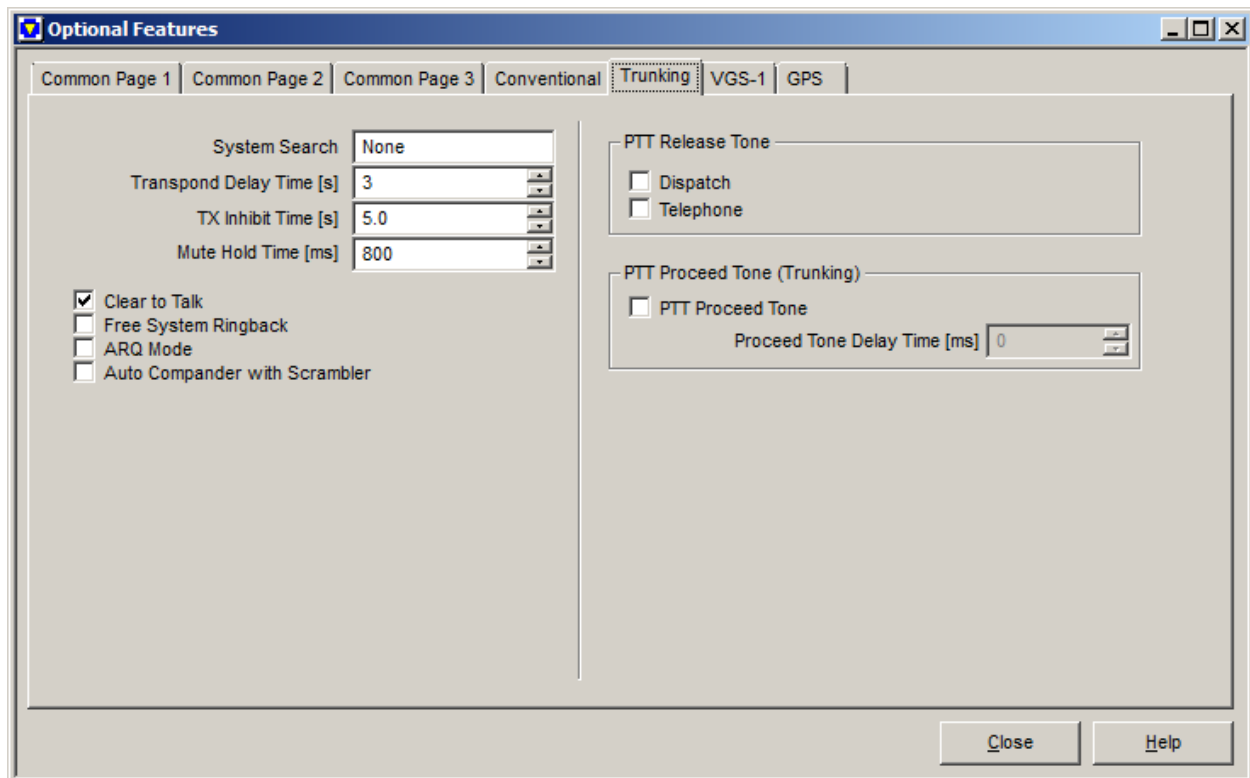 Optional Features
Common Page 1 Common Page 2 Common Page 3 Conventional Trunking VGS-1 GPS
System Search None
Transpond Delay Time [s] 3
TX Inhibit Time [s] 5.0
Mute Hold Time [ms] 800
Clear to Talk
Free System Ringback
ARQ Mode
Auto Compander with Scrambler
PTT Release Tone
Dispatch
Telephone
PTT Proceed Tone (Trunking)
PTT Proceed Tone
Proceed Tone Delay Time [ms] 0
Close Help